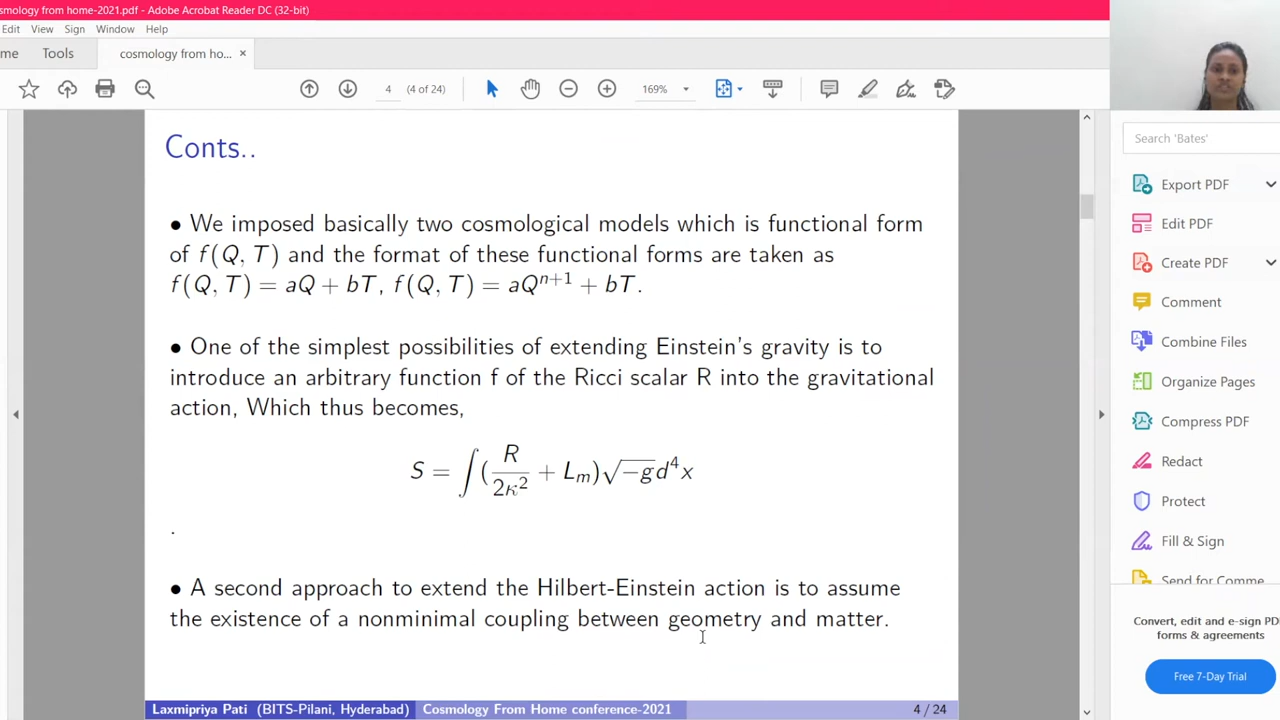 smology from home-2021.pdf - Adobe Acrobat Reader DC (32-bit)
Edit View Sign Window Help
me Tools cosmology from ho... ×
4 (4 of 24) 169%
Search 'Bates'
Export PDF
Edit PDF
Create PDF
Comment
Combine Files
Organize Pages
Compress PDF
Redact
Protect
Fill & Sign
Send for Comme
Convert, edit and e-sign PD
forms & agreements
Free 7-Day Trial
Conts..
• We imposed basically two cosmological models which is functional form
of f(Q, T) and the format of these functional forms are taken as
f(Q, T) = aQ + bT, f(Q, T) = aQⁿ⁺¹ + bT.
• One of the simplest possibilities of extending Einstein's gravity is to
introduce an arbitrary function f of the Ricci scalar R into the gravitational
action, Which thus becomes,
S = ∫(R/2κ² + Lₘ)√−g d⁴x
.
• A second approach to extend the Hilbert-Einstein action is to assume
the existence of a nonminimal coupling between geometry and matter.
Laxmipriya Pati (BITS-Pilani, Hyderabad) Cosmology From Home conference-2021 4 / 24